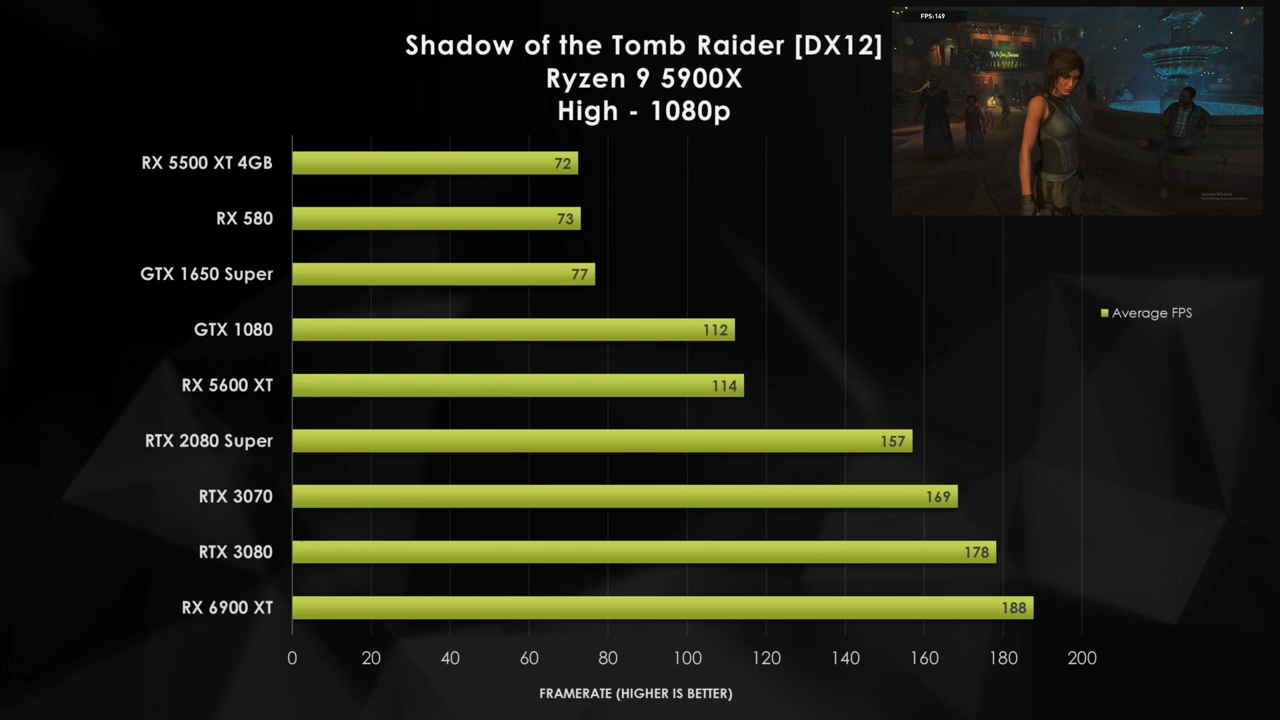 Shadow of the Tomb Raider [DX12]
Ryzen 9 5900X
High - 1080p
FPS:149
RX 5500 XT 4GB 72
RX 580 73
GTX 1650 Super 77
GTX 1080 112
RX 5600 XT 114
RTX 2080 Super 157
RTX 3070 169
RTX 3080 178
RX 6900 XT 188
Average FPS
0 20 40 60 80 100 120 140 160 180 200
FRAMERATE (HIGHER IS BETTER)